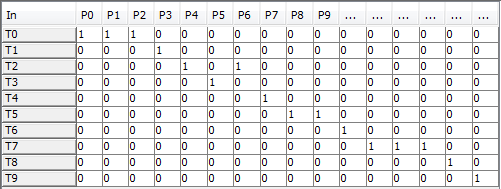 In P0 P1 P2 P3 P4 P5 P6 P7 P8 P9 ... ... ... ... ... ...
T0 1 1 1 0 0 0 0 0 0 0 0 0 0 0 0 0
T1 0 0 0 1 0 0 0 0 0 0 0 0 0 0 0 0
T2 0 0 0 0 1 0 1 0 0 0 0 0 0 0 0 0
T3 0 0 0 0 0 1 0 0 0 0 0 0 0 0 0 0
T4 0 0 0 0 0 0 0 1 0 0 0 0 0 0 0 0
T5 0 0 0 0 0 0 0 0 1 1 0 0 0 0 0 0
T6 0 0 0 0 0 0 0 0 0 0 1 0 0 0 0 0
T7 0 0 0 0 0 0 0 0 0 0 0 1 1 1 0 0
T8 0 0 0 0 0 0 0 0 0 0 0 0 0 0 1 0
T9 0 0 0 0 0 0 0 0 0 0 0 0 0 0 0 1